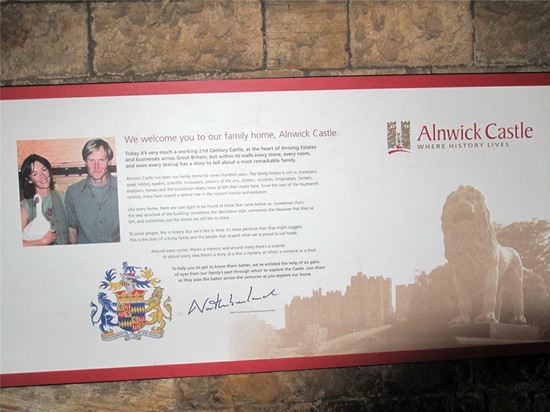 We welcome you to our family home, Alnwick Castle.
Today it's very much a working 21st Century Castle, at the heart of thriving Estates
and businesses across Great Britain, but within its walls every stone, every room,
and even every teacup has a story to tell about a most remarkable family.
Alnwick Castle has been our family home for seven hundred years. The family history is rich in characters,
great military leaders, scientific innovators, patrons of the arts, plotters, socialites, kingmakers, farmers,
explorers, heroes and the occasional villains have all left their marks here. Since the start of the fourteenth
century, many have played a central role in the nation's history and evolution.
Like every home, there are sure signs to be found of those that came before us. Sometimes that's
the very structure of the building, sometimes the decorative style, sometimes the treasures that they've
left, and sometimes just the stories we still like to share.
To some people, this is history. But we'd like to think it's more personal than that might suggest.
This is the story of a living family and the people that shaped what we're proud to call home.
Around every corner, there's a memory and around many there's a surprise.
At almost every step there's a story, at a few a mystery, at others a romance or a feud.
To help you to get to know them better, we've enlisted the help of six pairs
of eyes from our family's past through which to explore the Castle. Join them
as they pass the baton across the centuries as you explore our home.
Northumberland
Alnwick Castle
WHERE HISTORY LIVES